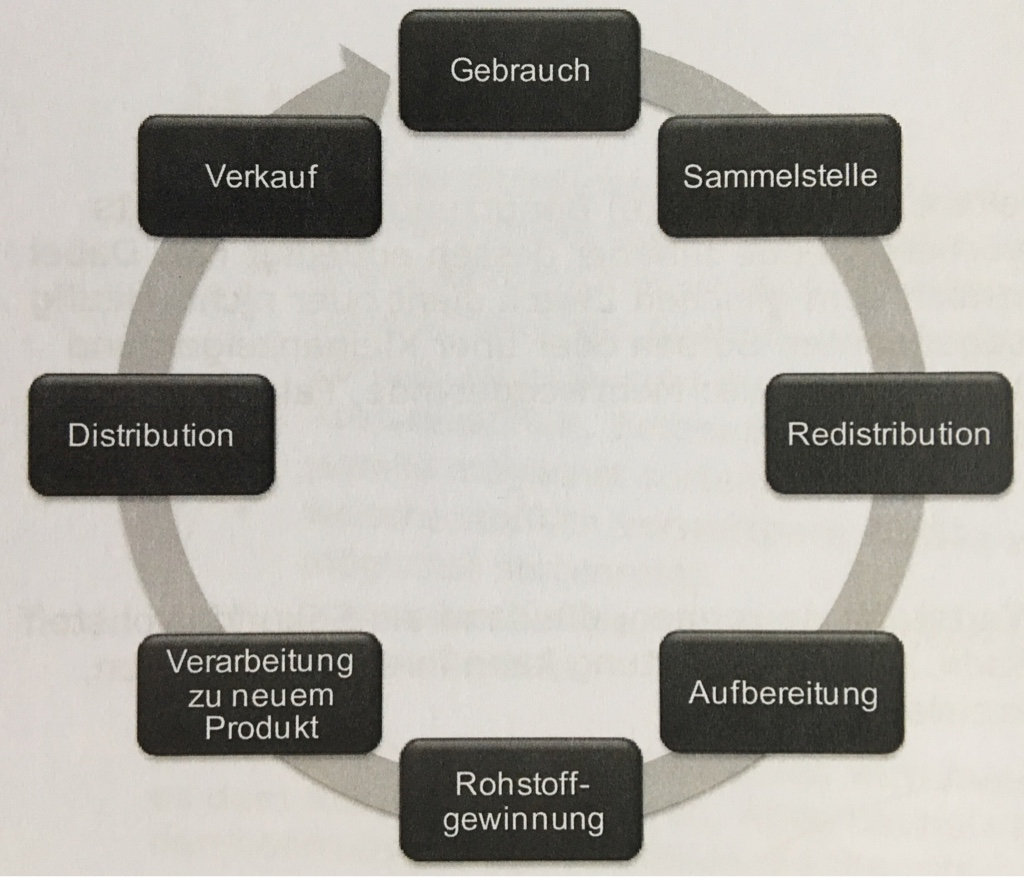 Gebrauch
Sammelstelle
Redistribution
Aufbereitung
Rohstoff-
gewinnung
Verarbeitung
zu neuem
Produkt
Distribution
Verkauf